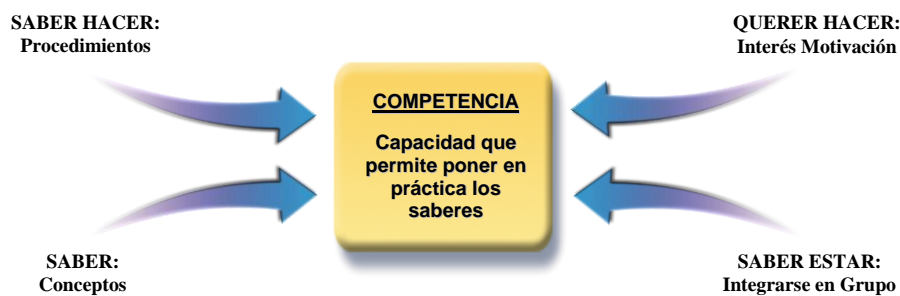 SABER HACER:
Procedimientos
QUERER HACER:
Interés Motivación
COMPETENCIA
Capacidad que
permite poner en
práctica los
saberes
SABER:
Conceptos
SABER ESTAR:
Integrarse en Grupo